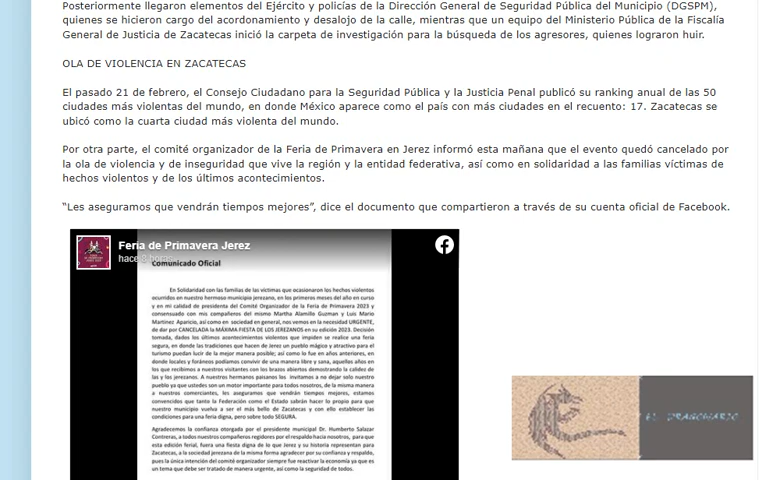 Posteriormente llegaron elementos del Ejército y policías de la Dirección General de Seguridad Pública del Municipio (DGSPM),
quienes se hicieron cargo del acordonamiento y desalojo de la calle, mientras que un equipo del Ministerio Pública de la Fiscalía
General de Justicia de Zacatecas inició la carpeta de investigación para la búsqueda de los agresores, quienes lograron huir.
OLA DE VIOLENCIA EN ZACATECAS
El pasado 21 de febrero, el Consejo Ciudadano para la Seguridad Pública y la Justicia Penal publicó su ranking anual de las 50
ciudades más violentas del mundo, en donde México aparece como el país con más ciudades en el recuento: 17. Zacatecas se
ubicó como la cuarta ciudad más violenta del mundo.
Por otra parte, el comité organizador de la Feria de Primavera en Jerez informó esta mañana que el evento quedó cancelado por
la ola de violencia y de inseguridad que vive la región y la entidad federativa, así como en solidaridad a las familias víctimas de
hechos violentos y de los últimos acontecimientos.
“Les aseguramos que vendrán tiempos mejores”, dice el documento que compartieron a través de su cuenta oficial de Facebook.
Feria de Primavera Jerez
hace 8 horas
Comunicado Oficial
En Solidaridad con las familias de las víctimas que ocasionaron los hechos violentos
ocurridos en nuestro hermoso municipio jerezano, en los primeros meses del año en curso
y en mi calidad de presidenta del Comité Organizador de la Feria de Primavera 2023 y
consensuado con mis compañeros del mismo Martha Alamillo Guzman y Luis Mario
Martinez Aparicio, así como en sociedad en general, nos vemos en la necesidad URGENTE,
de dar por CANCELADA la MÁXIMA FIESTA DE LOS JEREZANOS en su edición 2023. Decisión
tomada, dados los últimos acontecimientos violentos que impiden se realice una feria
segura, en donde las tradiciones que hacen de Jerez un pueblo mágico y atractivo para el
turismo puedan lucir de la mejor manera posible; así como lo fue en años anteriores, en
donde locales y foráneos podíamos convivir de una manera libre y sana, aquellos años en
los que recibimos a nuestros visitantes con los brazos abiertos demostrando la calidez de
las y los jerezanos. A nuestros hermanos paisanos les invitamos a no dejar solo nuestro
pueblo ya que ustedes son un motor importante para todos nosotros, de la misma manera
a nuestros comerciantes, les aseguramos que vendrán tiempos mejores, estamos
convencidos que tanto la Federación como el Estado sabrán hacer lo propio para que
nuestro municipio vuelva a ser el más bello de Zacatecas y con ello establecer las
condiciones para una feria digna, pero sobre todo SEGURA.
Agradecemos la confianza otorgada por el presidente municipal Dr. Humberto Salazar
Contreras, a todos nuestros compañeros regidores por el respaldo hacia nosotros, para que
esta edición ferial, fuera una fiesta digna de lo que Jerez y su historia representan para
Zacatecas, a la sociedad jerezana de la misma forma agradecer por su confianza y respaldo,
pues la única intención del comité organizador siempre fue reactivar la economía ya que es
un tema que debe ser tratado de manera urgente, así como la seguridad de todos.
EL DRAGONARIO